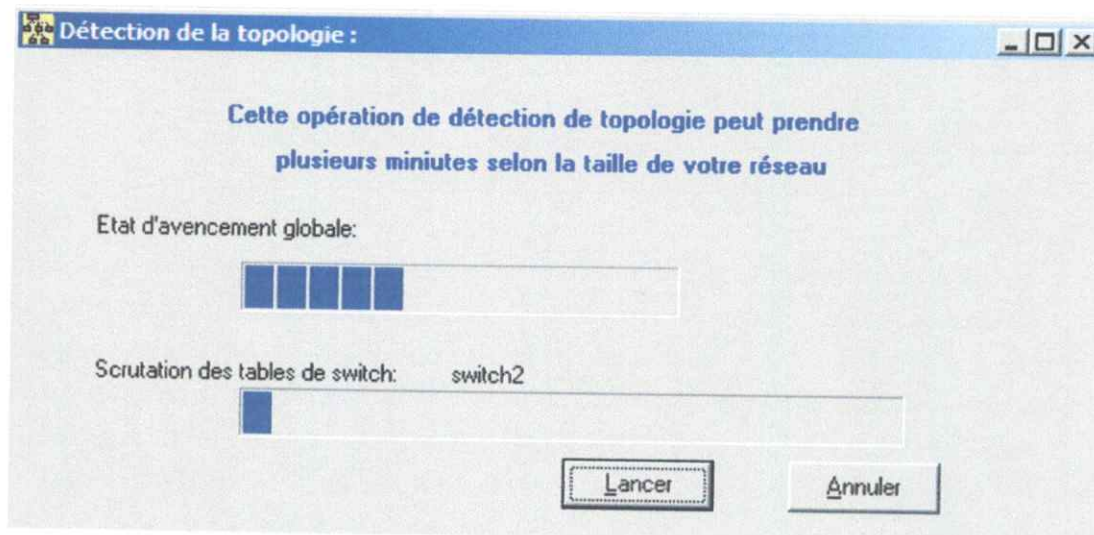 Détection de la topologie :
Cette opération de détection de topologie peut prendre
plusieurs miniutes selon la taille de votre réseau
Etat d'avencement globale:
Scrutation des tables de switch: switch2
Lancer Annuler